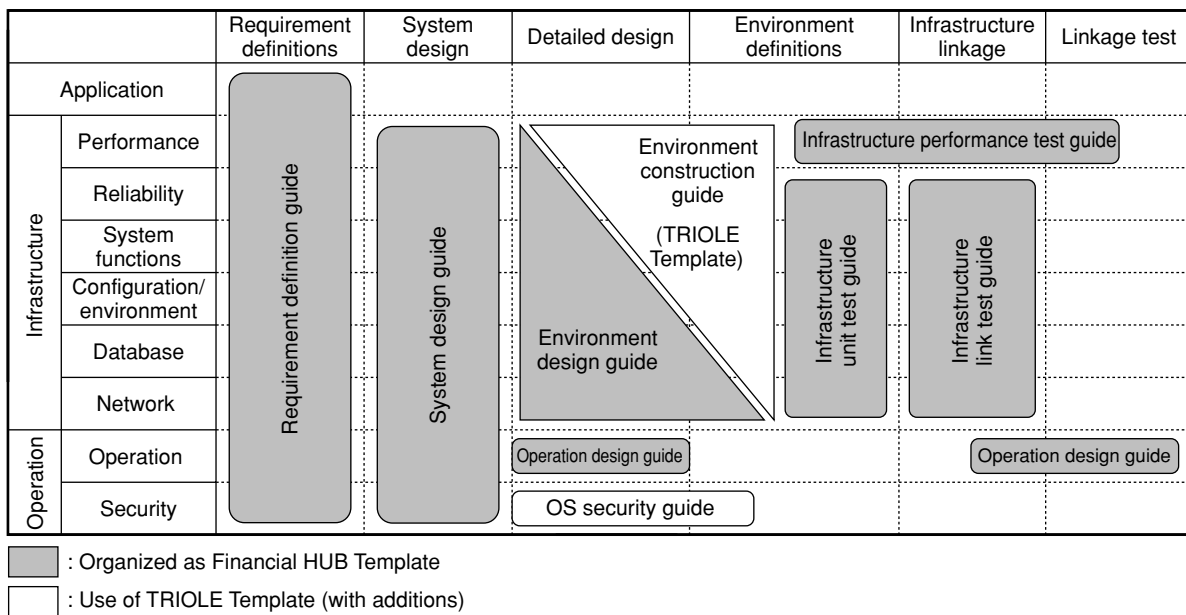 Requirement
definitions
System
design
Detailed design
Environment
definitions
Infrastructure
linkage
Linkage test
Application
Infrastructure
Performance
Reliability
System
functions
Configuration/
environment
Database
Network
Operation
Operation
Security
Requirement definition guide
System design guide
Environment
construction
guide
(TRIOLE
Template)
Environment
design guide
Infrastructure performance test guide
Infrastructure
unit test guide
Infrastructure
link test guide
Operation design guide
Operation design guide
OS security guide
: Organized as Financial HUB Template
: Use of TRIOLE Template (with additions)